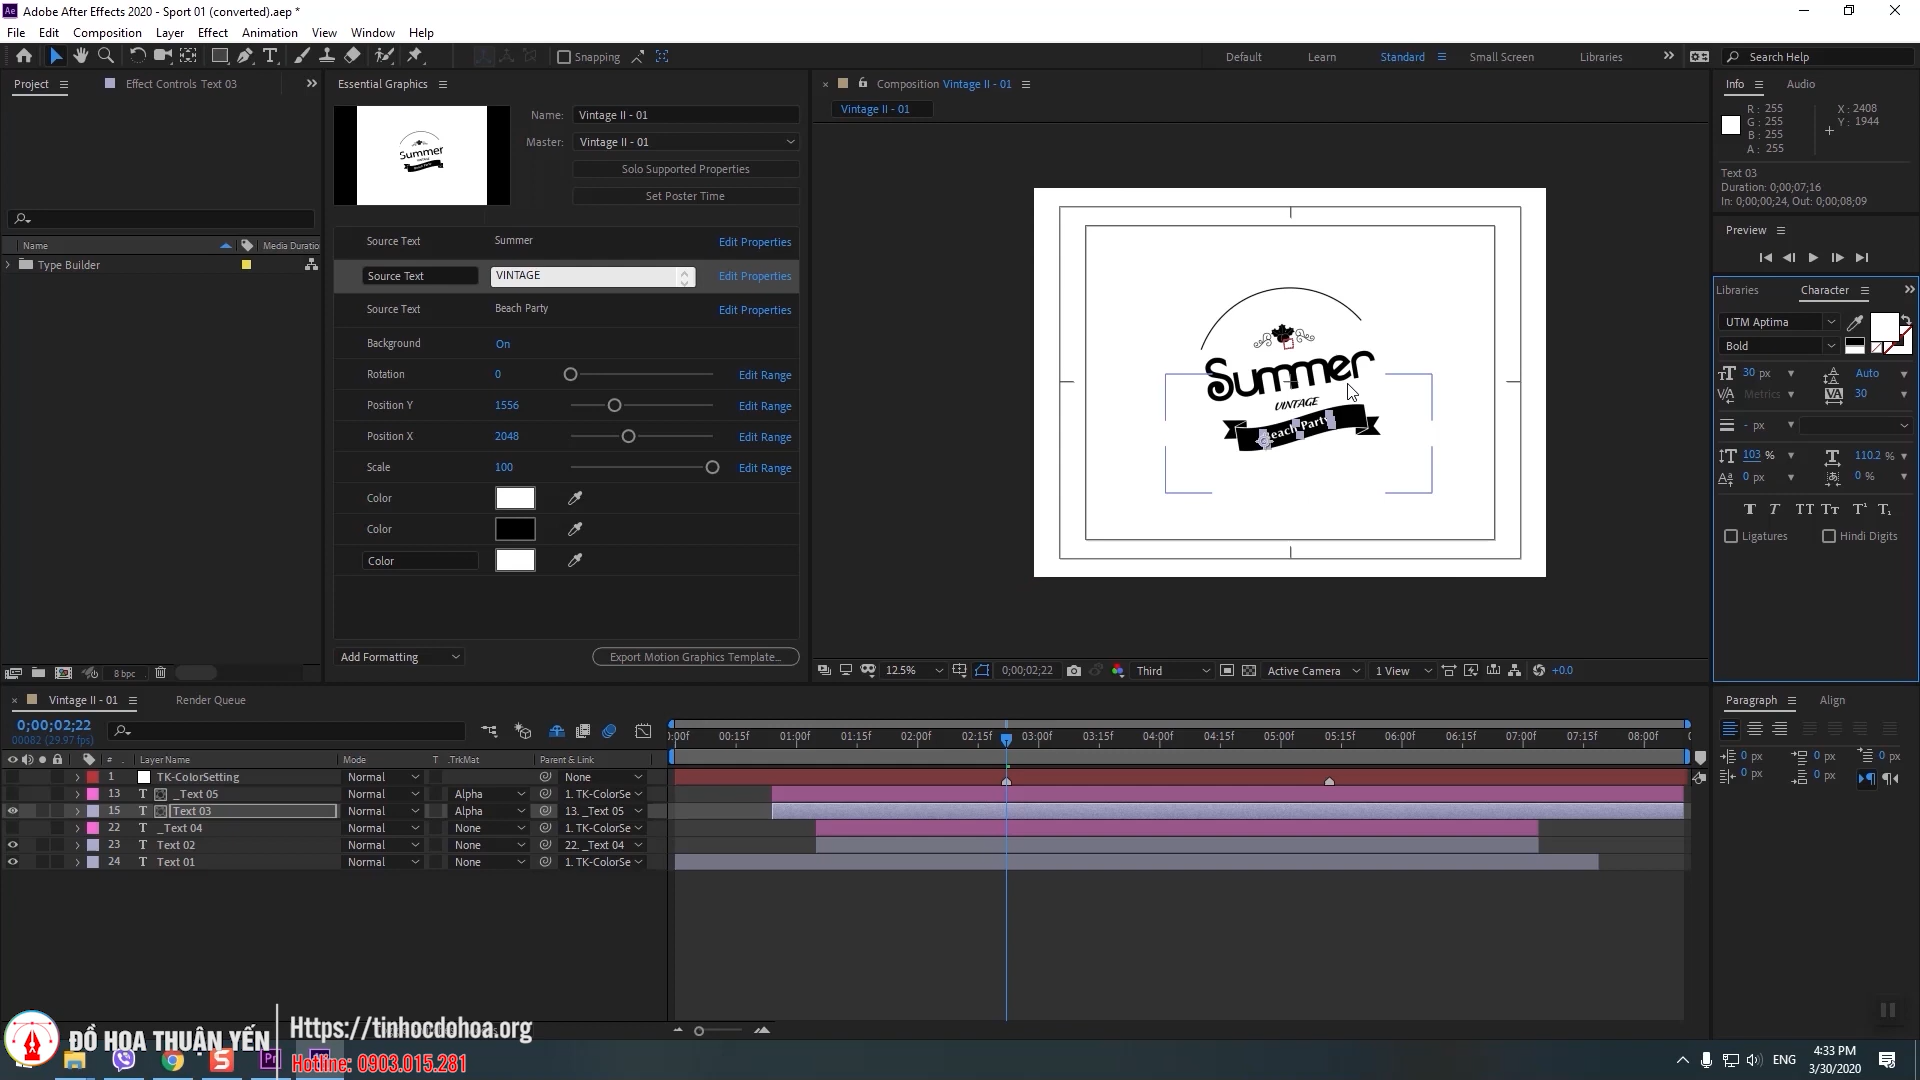 Adobe After Effects 2020 - Sport 01 (converted).aep *
File Edit Composition Layer Effect Animation View Window Help
Snapping Default Learn Standard Small Screen Libraries Search Help
Project Effect Controls Text 03
Name Media Duratio
Type Builder
8 bpc
Essential Graphics
Name: Vintage II - 01
Master: Vintage II - 01
Solo Supported Properties
Set Poster Time
Source Text Summer Edit Properties
Source Text VINTAGE Edit Properties
Source Text Beach Party Edit Properties
Background On
Rotation 0 Edit Range
Position Y 1556 Edit Range
Position X 2048 Edit Range
Scale 100 Edit Range
Color
Color
Color
Add Formatting Export Motion Graphics Template...
Composition Vintage II - 01
Vintage II - 01
Summer
VINTAGE
Beach Party
12.5% 0;00;02;22 Third Active Camera 1 View +0.0
Info Audio
R: 255 X: 2408
G: 255 Y: 1944
B: 255
A: 255
Text 03
Duration: 0;00;07;16
In: 0;00;00;24, Out: 0;00;08;09
Preview
Libraries Character
UTM Aptima
Bold
30 px Auto
Metrics 30
- px
103 % 110.2 %
0 px 0 %
Ligatures Hindi Digits
Paragraph Align
0 px 0 px 0 px
0 px 0 px
Vintage II - 01 Render Queue
0;00;02;22
00082 (29.97 fps)
:00f 00:15f 01:00f 01:15f 02:00f 02:15f 03:00f 03:15f 04:00f 04:15f 05:00f 05:15f 06:00f 06:15f 07:00f 07:15f 08:00f
# Layer Name Mode T .TrkMat Parent & Link
1 TK-ColorSetting Normal None
13 T _Text 05 Normal Alpha 1. TK-ColorSe
15 T Text 03 Normal Alpha 13. _Text 05
22 T _Text 04 Normal None 1. TK-ColorSe
23 T Text 02 Normal None 22. _Text 04
24 T Text 01 Normal None 1. TK-ColorSe
ĐỒ HỌA THUẬN YẾN
Https://tinhocdohoa.org
Hotline: 0903.015.281
ENG
4:33 PM
3/30/2020